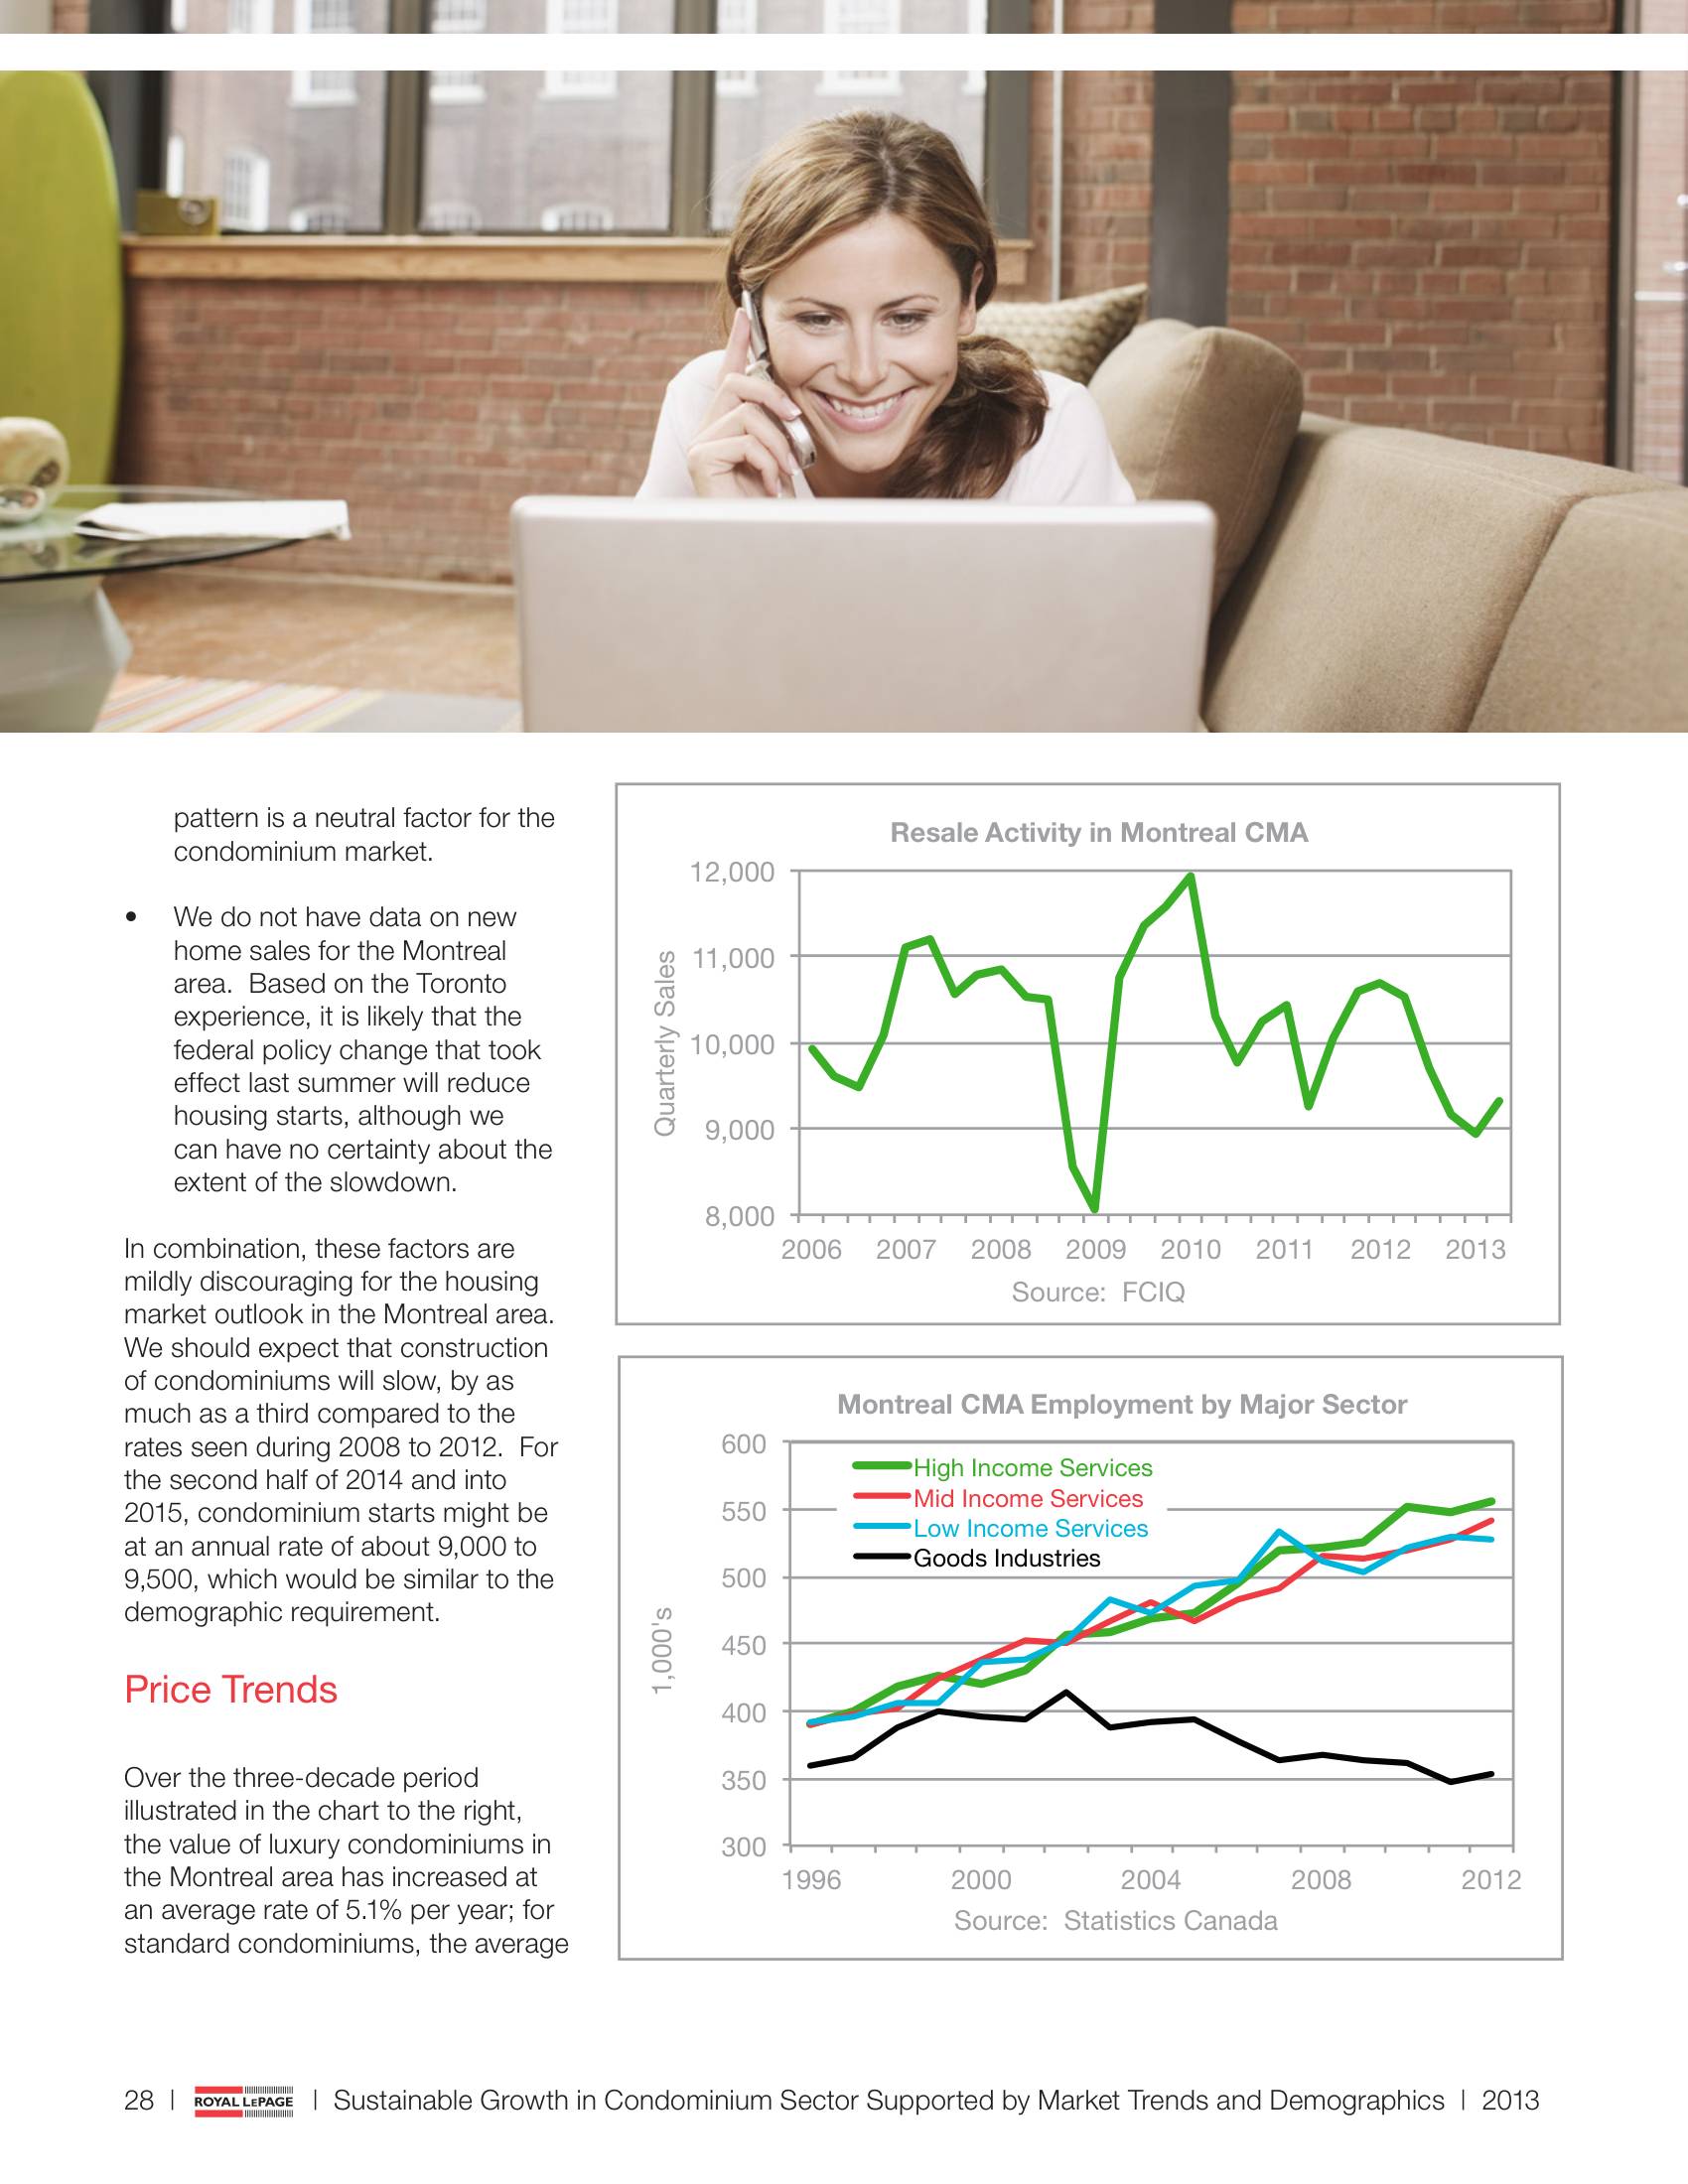 pattern is a neutral factor for the
condominium market.
• We do not have data on new
home sales for the Montreal
area.  Based on the Toronto
experience, it is likely that the
federal policy change that took
effect last summer will reduce
housing starts, although we
can have no certainty about the
extent of the slowdown.
In combination, these factors are
mildly discouraging for the housing
market outlook in the Montreal area.
We should expect that construction
of condominiums will slow, by as
much as a third compared to the
rates seen during 2008 to 2012.  For
the second half of 2014 and into
2015, condominium starts might be
at an annual rate of about 9,000 to
9,500, which would be similar to the
demographic requirement.
Price Trends
Over the three-decade period
illustrated in the chart to the right,
the value of luxury condominiums in
the Montreal area has increased at
an average rate of 5.1% per year; for
standard condominiums, the average
Resale Activity in Montreal CMA
Quarterly Sales
12,000
11,000
10,000
9,000
8,000
2006 2007 2008 2009 2010 2011 2012 2013
Source:  FCIQ
Montreal CMA Employment by Major Sector
1,000's
600
550
500
450
400
350
300
High Income Services
Mid Income Services
Low Income Services
Goods Industries
1996 2000 2004 2008 2012
Source:  Statistics Canada
28 | ROYAL LEPAGE | Sustainable Growth in Condominium Sector Supported by Market Trends and Demographics | 2013